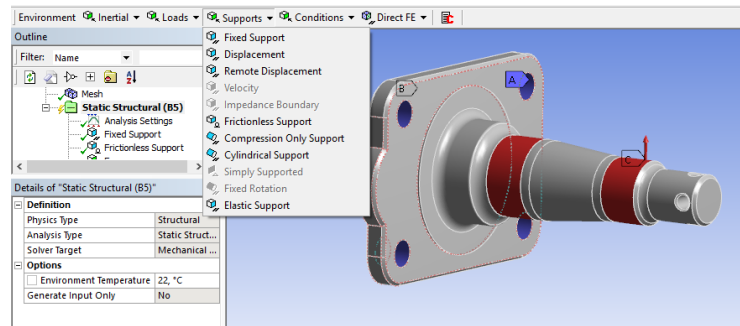 Environment Inertial Loads Supports Conditions Direct FE
Outline
Filter: Name
Mesh
Static Structural (B5)
Analysis Settings
Fixed Support
Frictionless Support
Fixed Support
Displacement
Remote Displacement
Velocity
Impedance Boundary
Frictionless Support
Compression Only Support
Cylindrical Support
Simply Supported
Fixed Rotation
Elastic Support
Details of "Static Structural (B5)"
Definition
Physics Type Structural
Analysis Type Static Struct...
Solver Target Mechanical ...
Options
Environment Temperature 22, °C
Generate Input Only No
B
A
C